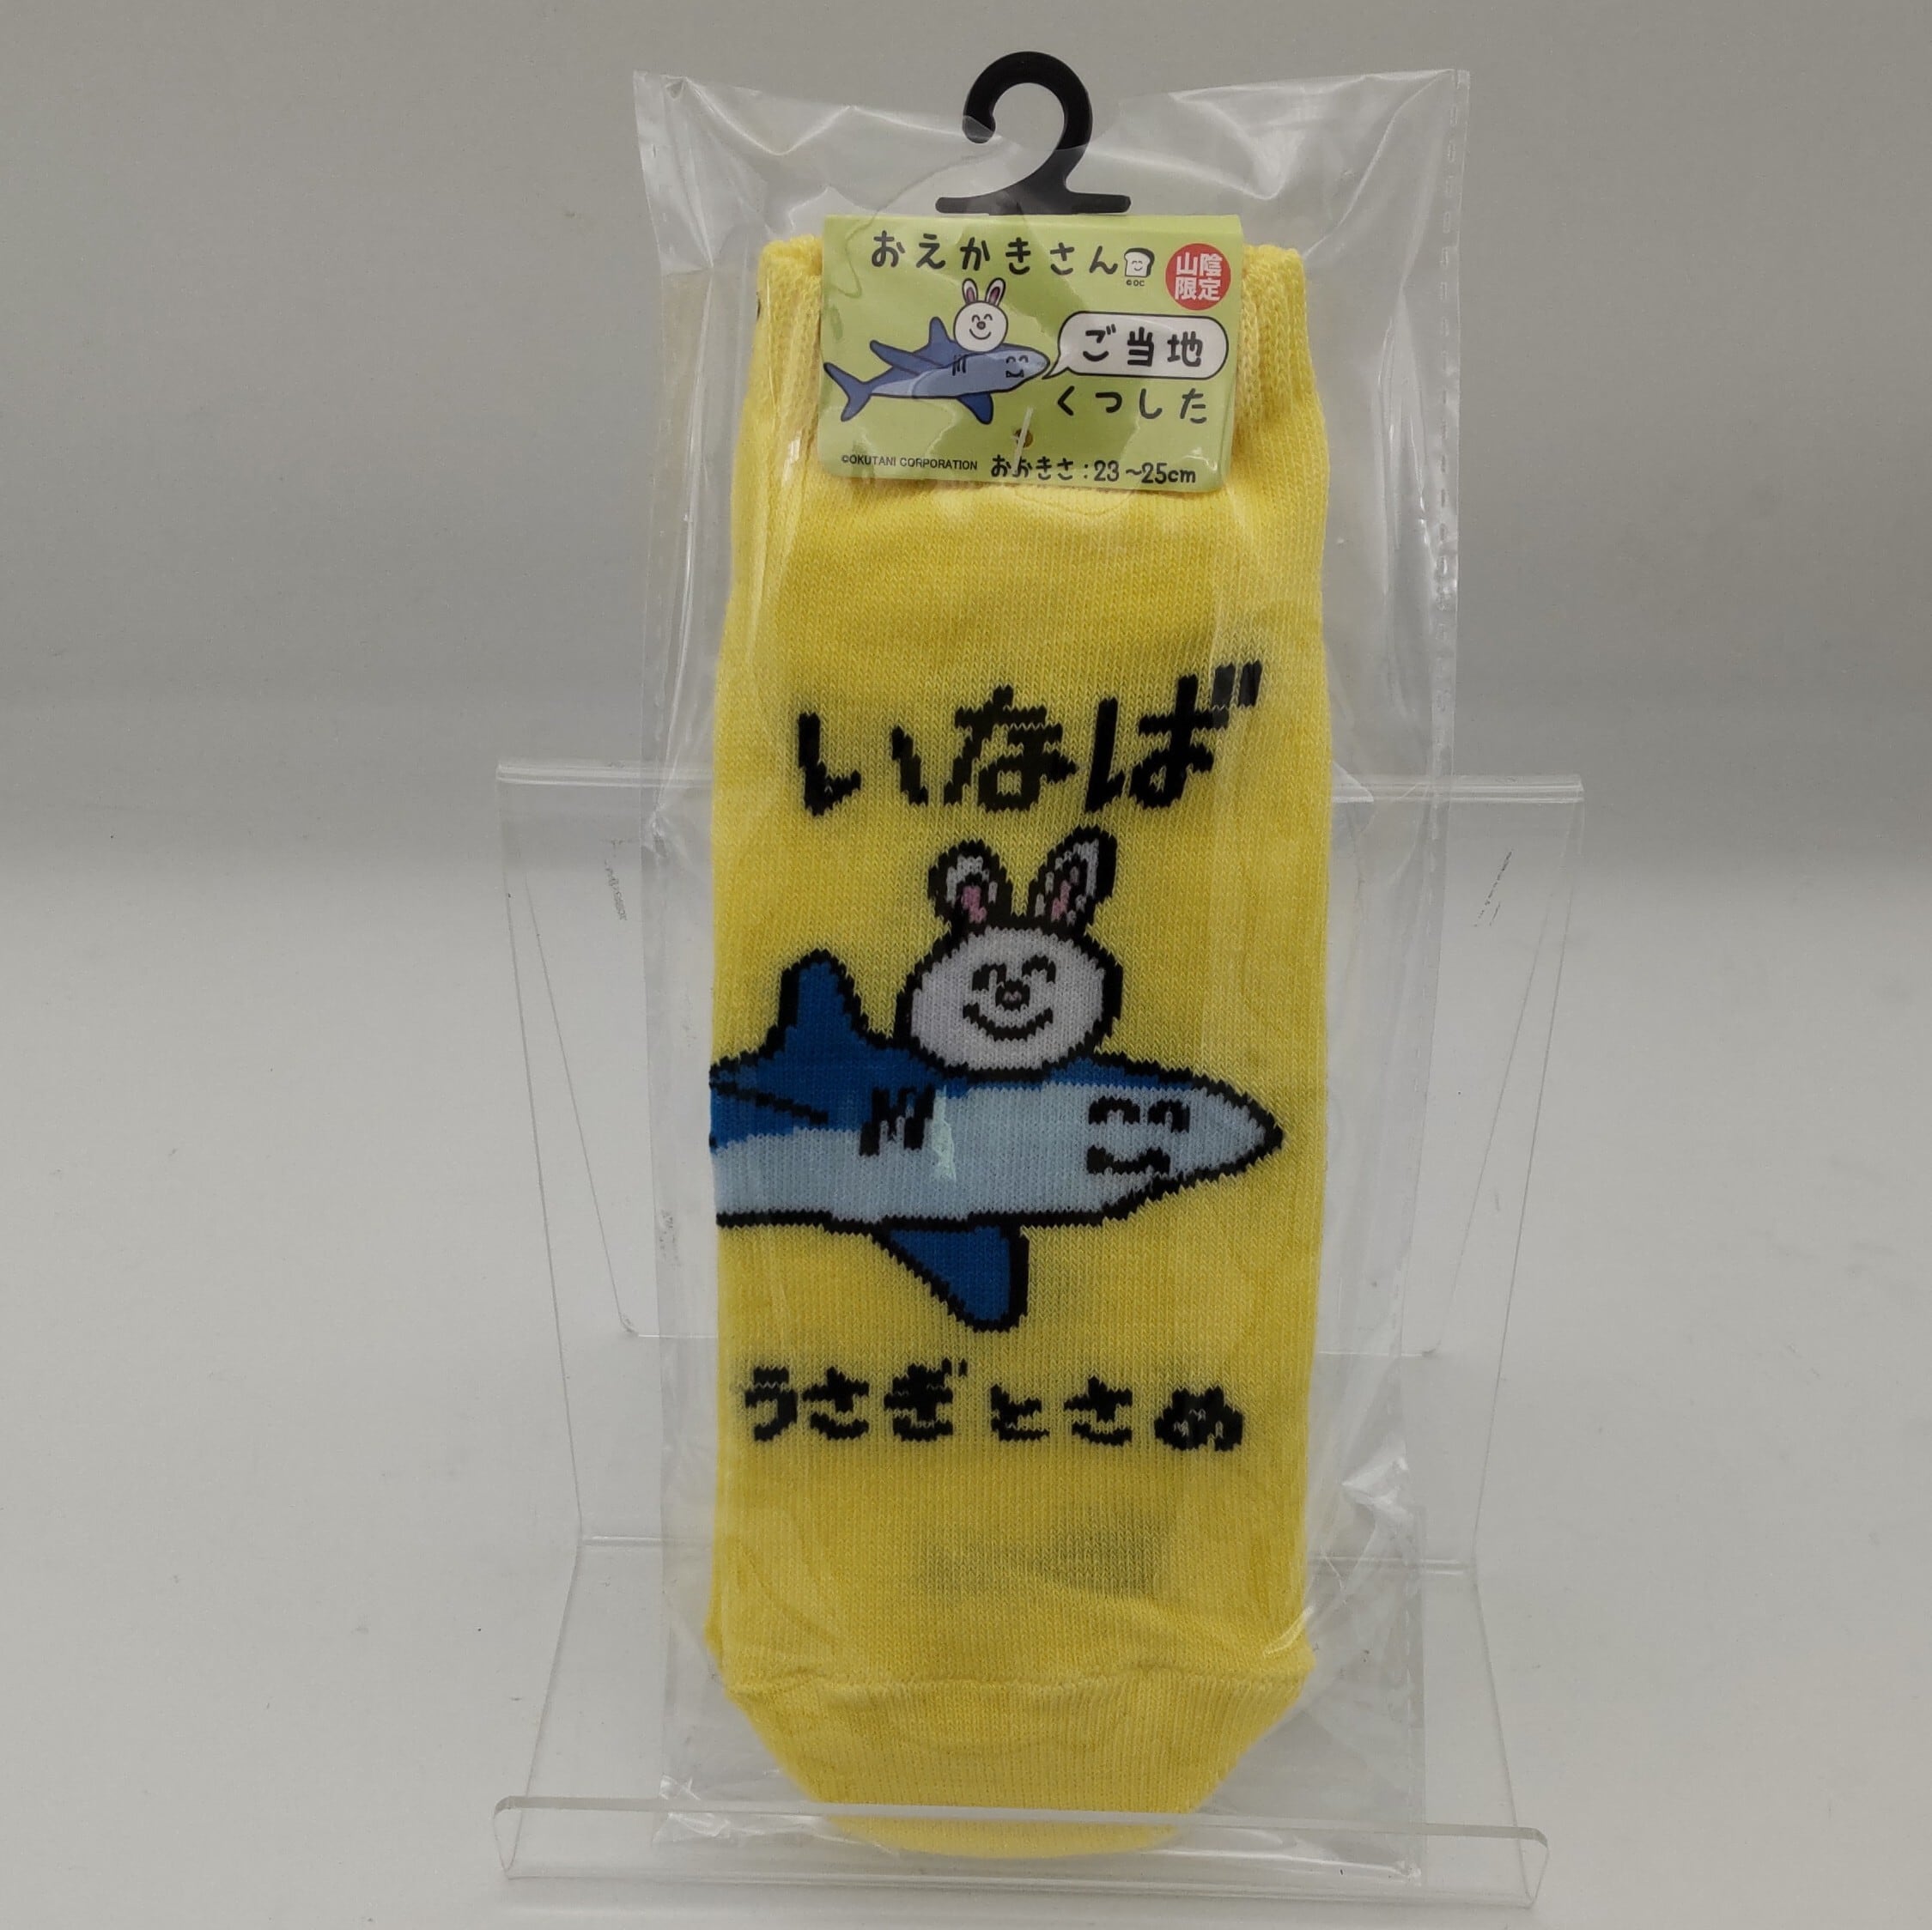 おえかきさん
©OC
山陰
限定
ご当地
くつした
©OKUTANI CORPORATION
おおきさ:23~25cm
いなば
うさぎとさめ